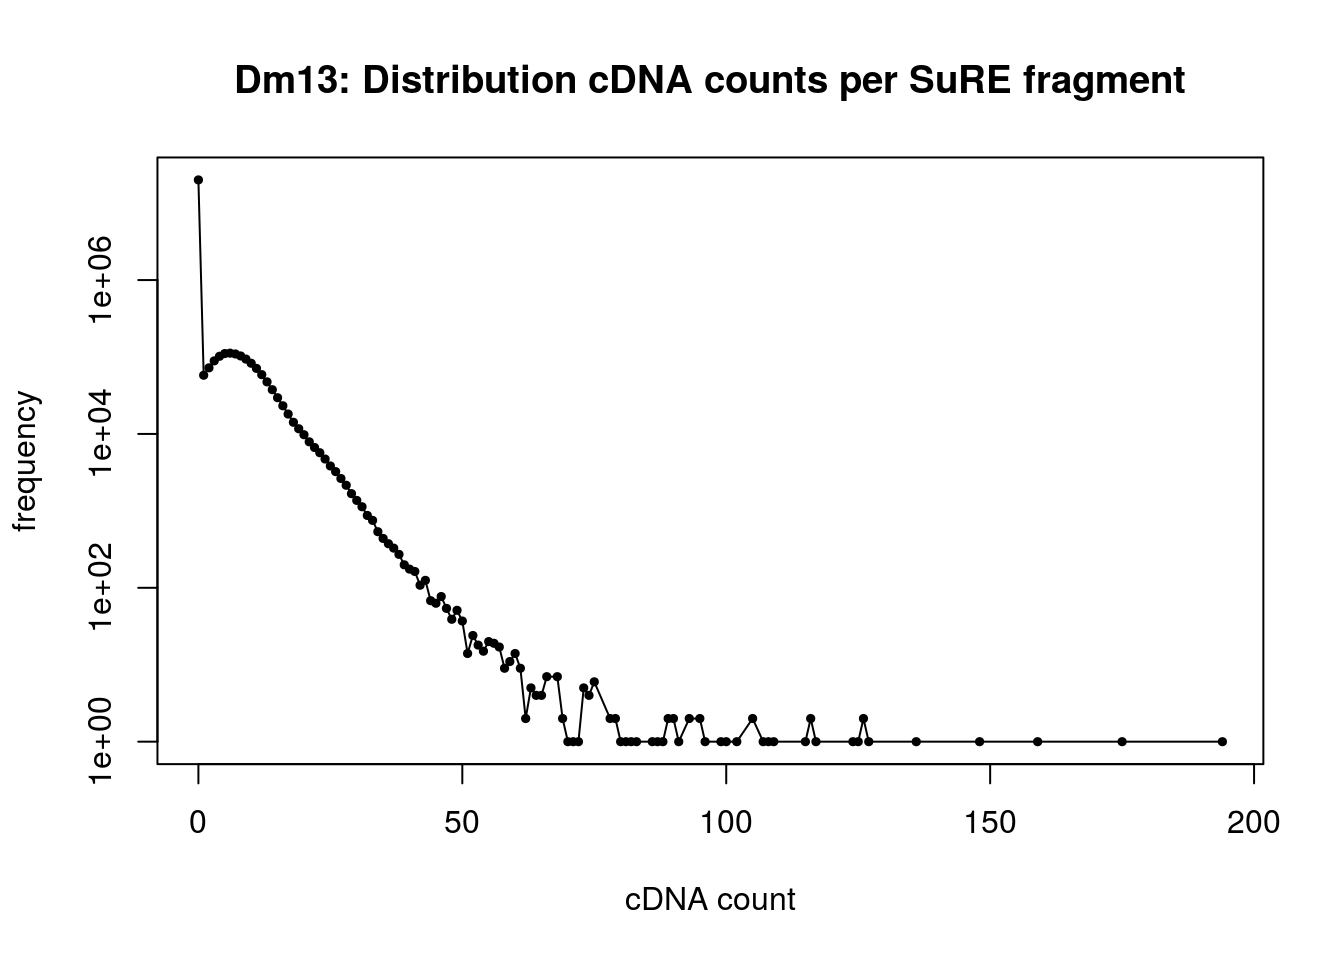 Dm13: Distribution cDNA counts per SuRE fragment
frequency
1e+06
1e+04
1e+02
1e+00
0 50 100 150 200
cDNA count